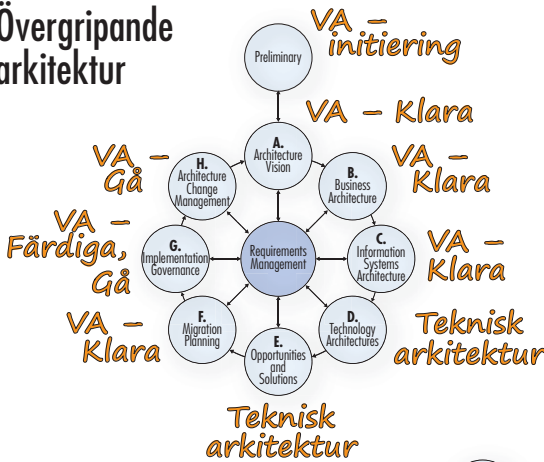 Övergripande
arkitektur
VA –
initiering
Preliminary
VA – Klara
A.
Architecture
Vision
VA –
Gå
H.
Architecture
Change
Management
B.
Business
Architecture
VA –
Klara
VA –
Färdiga,
Gå
G.
Implementation
Governance
Requirements
Management
C.
Information
Systems
Architecture
VA –
Klara
VA –
Klara
F.
Migration
Planning
E.
Opportunities
and
Solutions
D.
Technology
Architectures
Teknisk
arkitektur
Teknisk
arkitektur